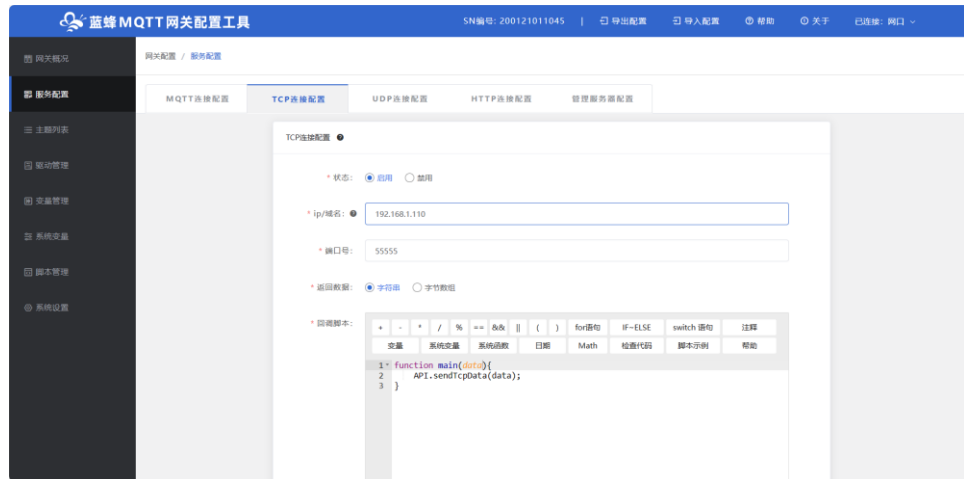 蓝蜂MQTT网关配置工具
SN编号: 200121011045 | 导出配置 导入配置 帮助 关于 已连接: 网口
网关概况
服务配置
主题列表
驱动管理
变量管理
系统变量
脚本管理
系统设置
网关配置 / 服务配置
MQTT连接配置 TCP连接配置 UDP连接配置 HTTP连接配置 管理服务器配置
TCP连接配置
* 状态: 启用 禁用
* ip/域名: 192.168.1.110
* 端口号: 55555
* 返回数据: 字符串 字节数组
* 回调脚本:
+ - * / % == && || ( ) for语句 IF~ELSE switch 语句 注释
变量 系统变量 系统函数 日期 Math 检查代码 脚本示例 帮助
1 function main(data){
2 API.sendTcpData(data);
3 }